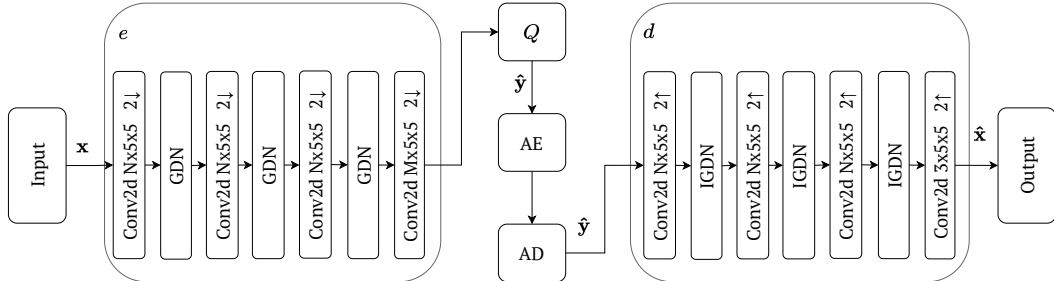 e
Input
x
Conv2d Nx5x5 2↓
GDN
Conv2d Nx5x5 2↓
GDN
Conv2d Nx5x5 2↓
GDN
Conv2d Mx5x5 2↓
Q
ŷ
AE
AD
ŷ
d
Conv2d Nx5x5 2↑
IGDN
Conv2d Nx5x5 2↑
IGDN
Conv2d Nx5x5 2↑
IGDN
Conv2d 3x5x5 2↑
x̂
Output